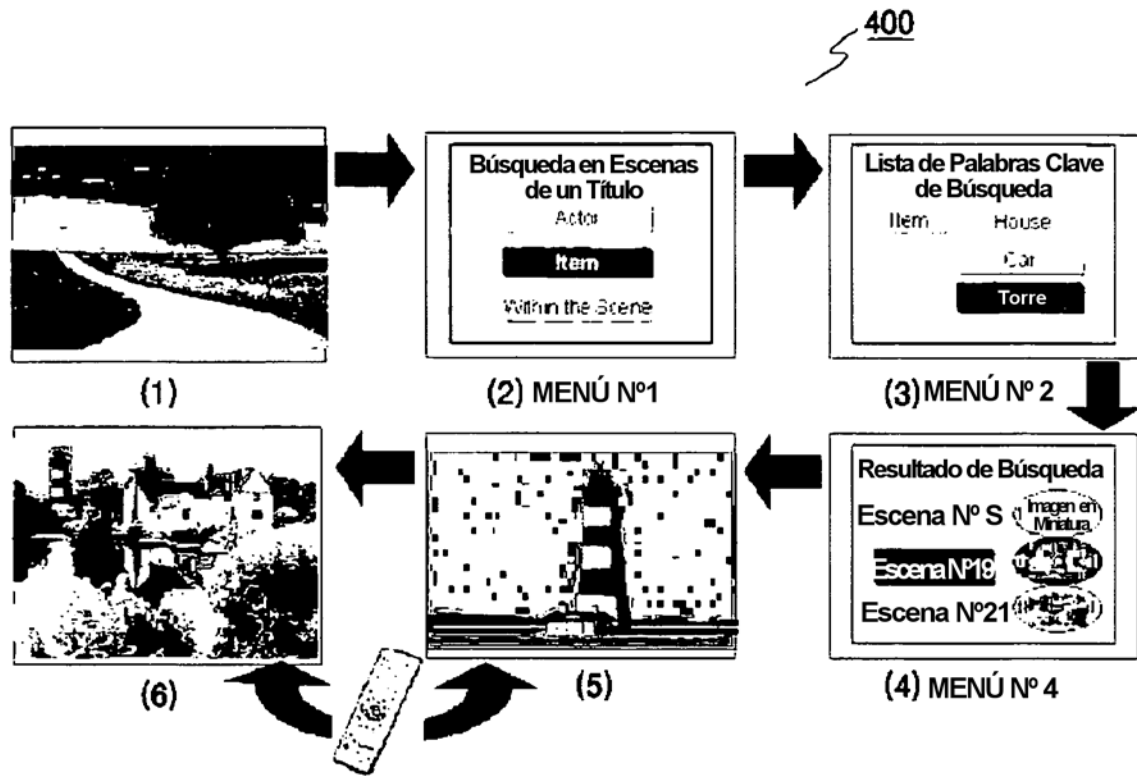 400
Búsqueda en Escenas
de un Título
Actor
Item
Within the Scene
Lista de Palabras Clave
de Búsqueda
Item House
Car
Torre
(1)
(2) MENÚ Nº1
(3) MENÚ Nº 2
Resultado de Búsqueda
Escena Nº S
Imagen en
Miniatura
Escena Nº19
Escena Nº21
(6)
(5)
(4) MENÚ Nº 4